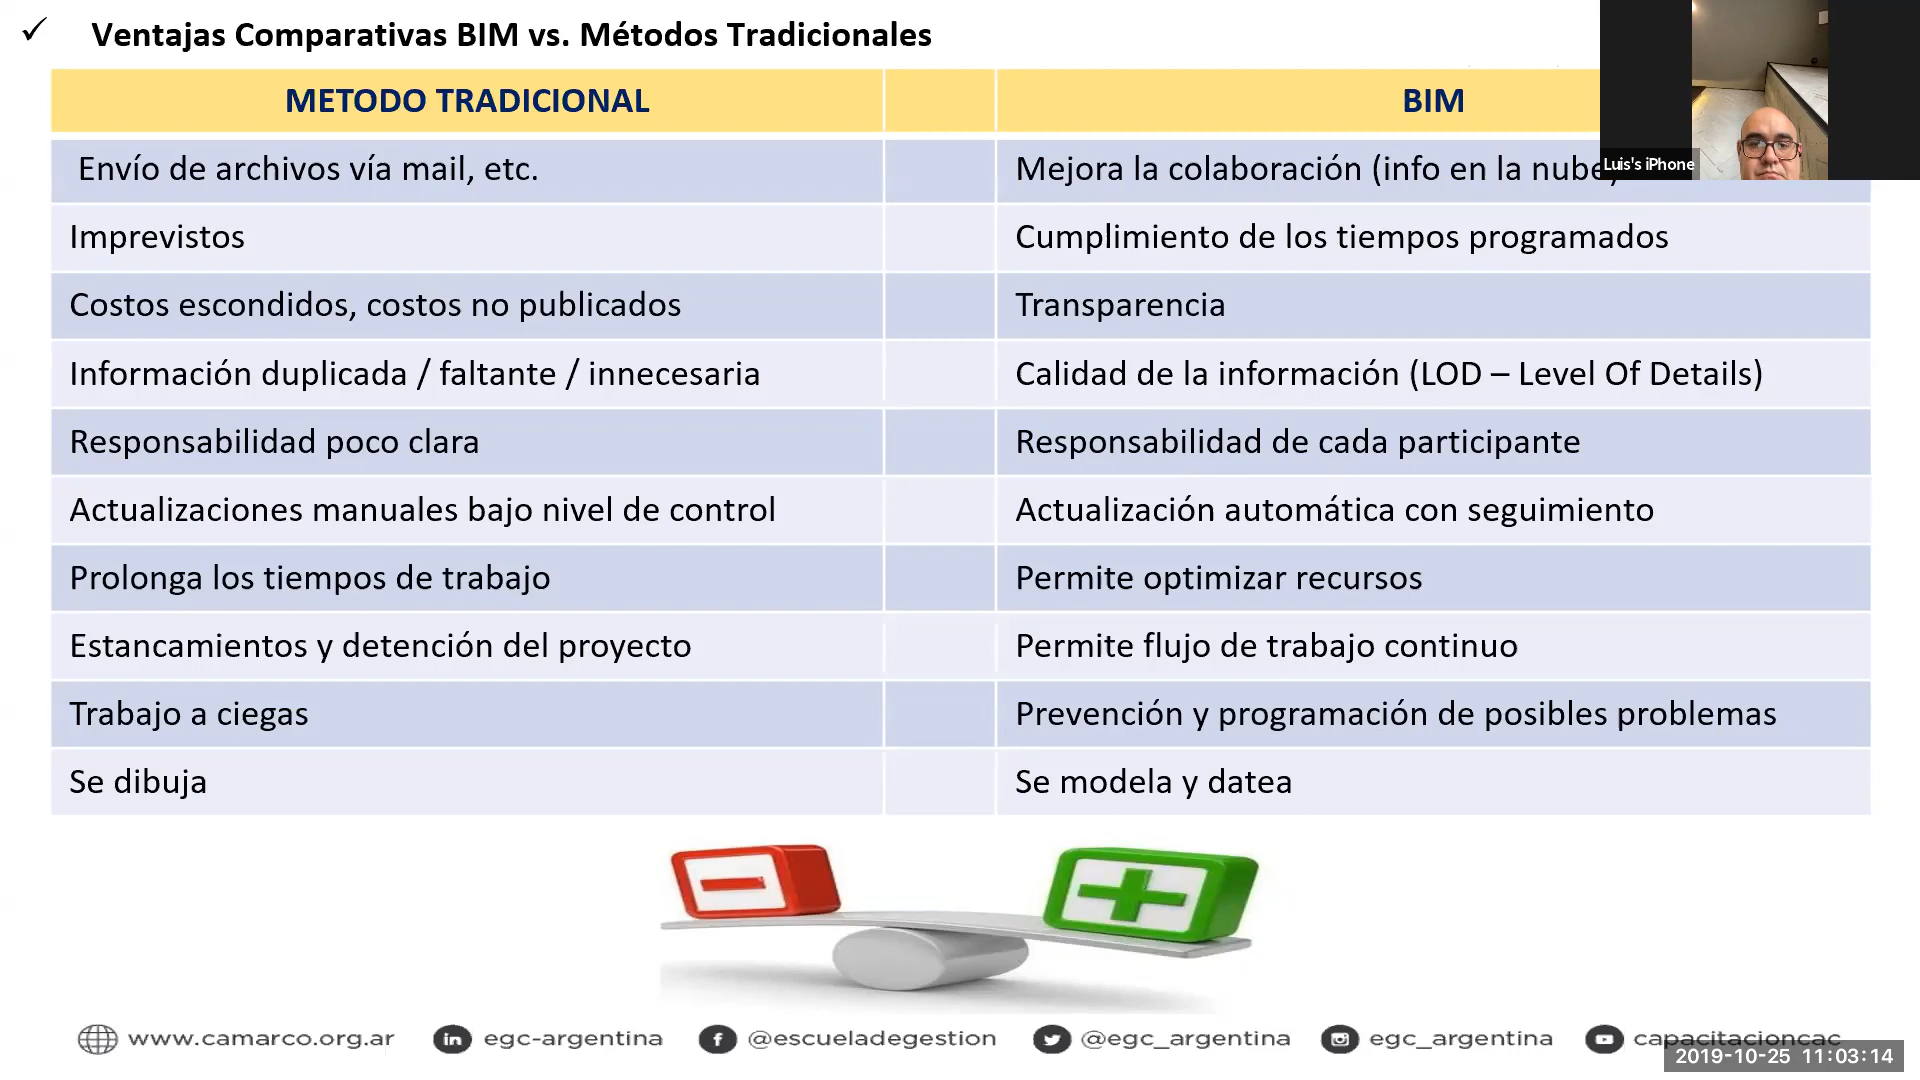 ✓ Ventajas Comparativas BIM vs. Métodos Tradicionales
METODO TRADICIONAL BIM
Envío de archivos vía mail, etc. Mejora la colaboración (info en la nube)
Luis's iPhone
Imprevistos Cumplimiento de los tiempos programados
Costos escondidos, costos no publicados Transparencia
Información duplicada / faltante / innecesaria Calidad de la información (LOD – Level Of Details)
Responsabilidad poco clara Responsabilidad de cada participante
Actualizaciones manuales bajo nivel de control Actualización automática con seguimiento
Prolonga los tiempos de trabajo Permite optimizar recursos
Estancamientos y detención del proyecto Permite flujo de trabajo continuo
Trabajo a ciegas Prevención y programación de posibles problemas
Se dibuja Se modela y datea
www.camarco.org.ar egc-argentina @escueladegestion @egc_argentina egc_argentina capacitacioncac
2019-10-25 11:03:14